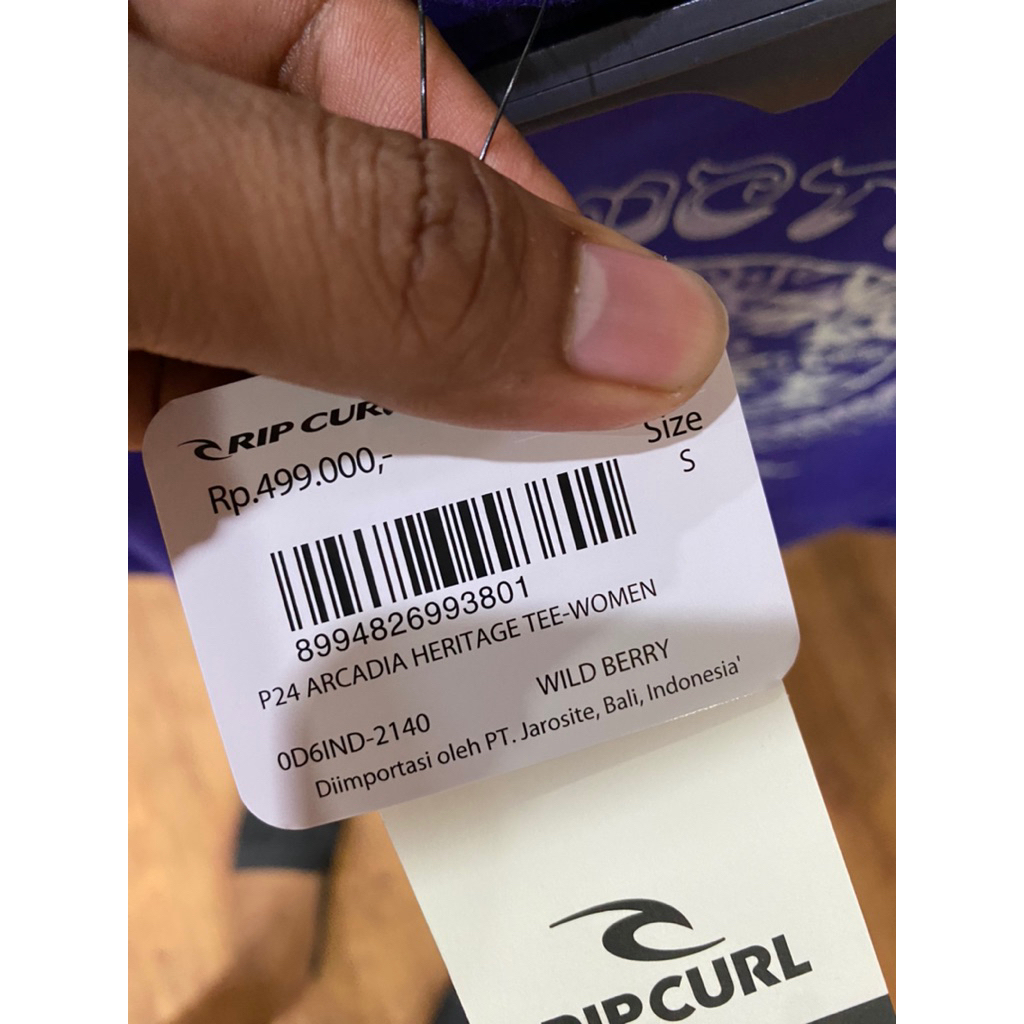 RIP CURL
Rp.499.000,-
Size
S
8994826993801
P24 ARCADIA HERITAGE TEE-WOMEN
WILD BERRY
0D6IND-2140
Diimportasi oleh PT. Jarosite, Bali, Indonesia'
RIP CURL